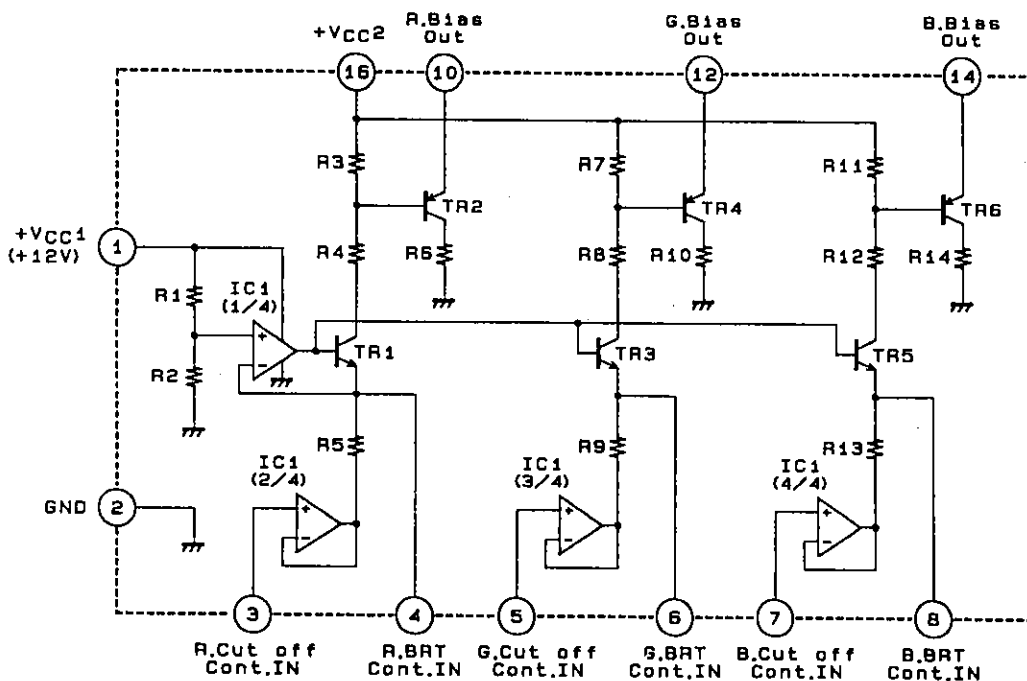 R.Bias
Out
G.Bias
Out
B.Bias
Out
+VCC2
16
10
12
14
R3
R7
R11
TR2
TR4
TR6
+VCC1
(+12V)
1
R4
R6
R8
R10
R12
R14
R1
IC1
(1/4)
+
-
TR1
TR3
TR5
R2
R5
R9
R13
IC1
(2/4)
+
-
IC1
(3/4)
+
-
IC1
(4/4)
+
-
GND
2
3
4
5
6
7
8
R.Cut off
Cont.IN
R.BRT
Cont.IN
G.Cut off
Cont.IN
G.BRT
Cont.IN
B.Cut off
Cont.IN
B.BRT
Cont.IN